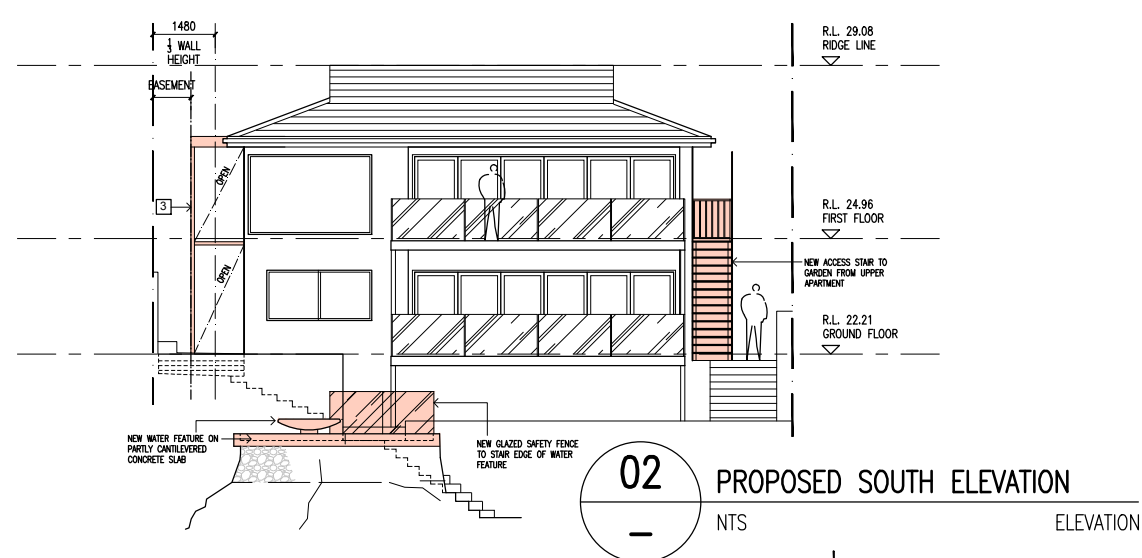 1480
1
3
WALL
HEIGHT
EASEMENT
R.L. 29.08
RIDGE LINE
OPEN
3
R.L. 24.96
FIRST FLOOR
NEW ACCESS STAIR TO
GARDEN FROM UPPER
APARTMENT
OPEN
R.L. 22.21
GROUND FLOOR
NEW WATER FEATURE ON
PARTLY CANTILEVERED
CONCRETE SLAB
NEW GLAZED SAFETY FENCE
TO STAIR EDGE OF WATER
FEATURE
02
–
PROPOSED SOUTH ELEVATION
NTS ELEVATION